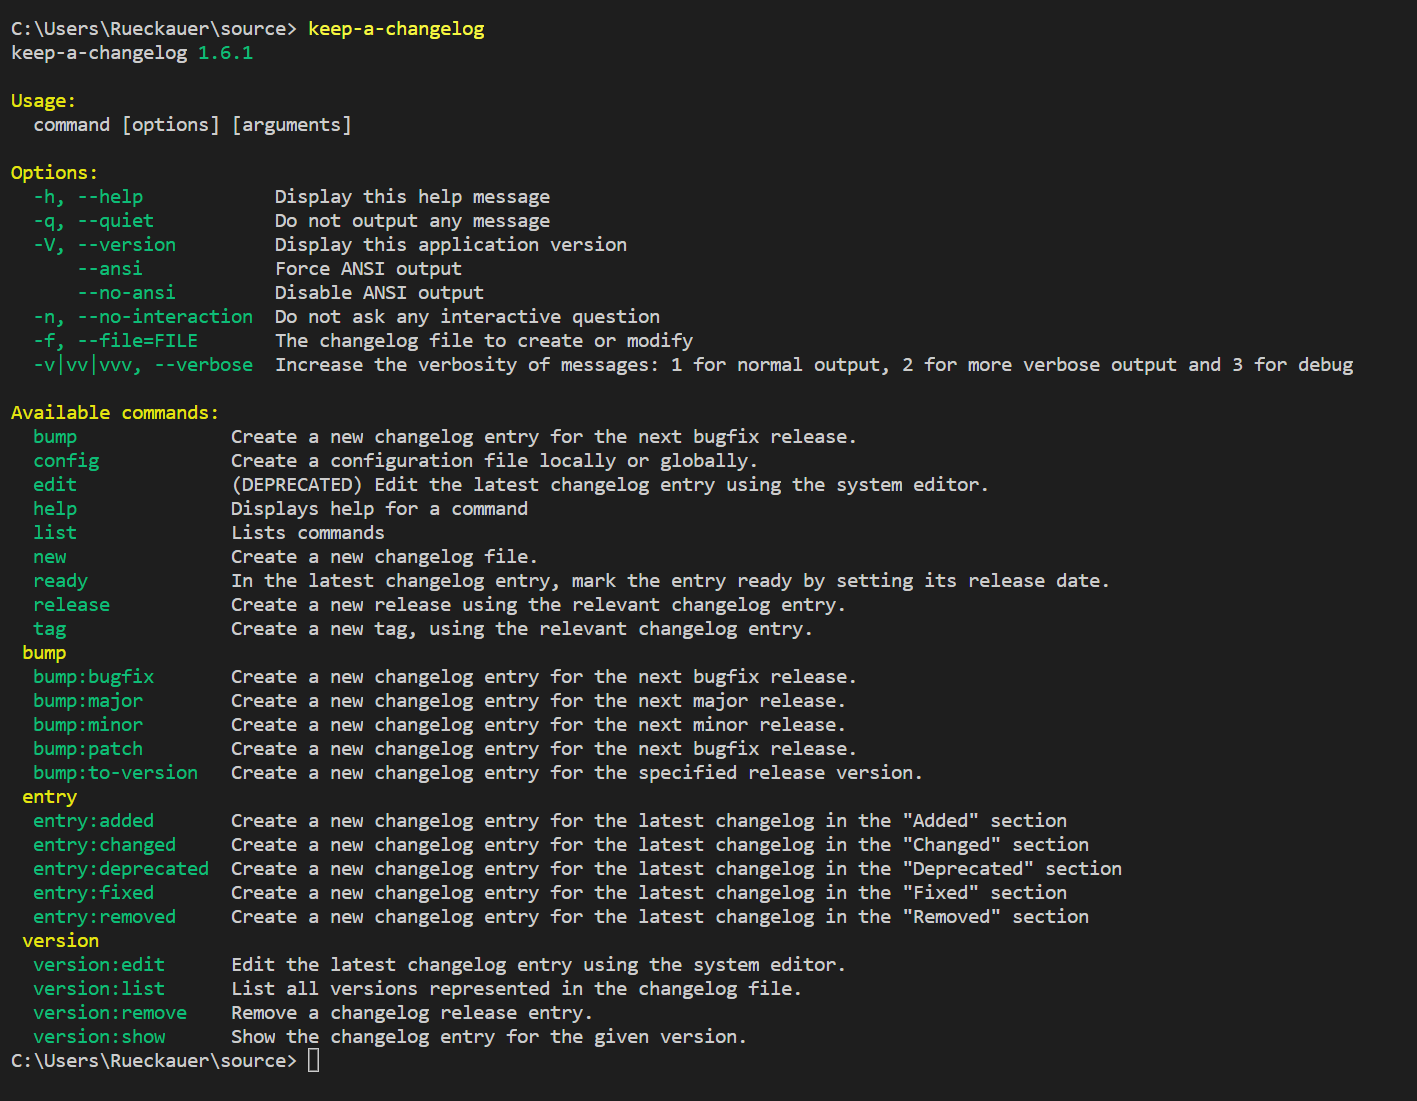 C:\Users\Rueckauer\source> keep-a-changelog
keep-a-changelog 1.6.1
Usage:
command [options] [arguments]
Options:
-h, --help Display this help message
-q, --quiet Do not output any message
-V, --version Display this application version
--ansi Force ANSI output
--no-ansi Disable ANSI output
-n, --no-interaction Do not ask any interactive question
-f, --file=FILE The changelog file to create or modify
-v|vv|vvv, --verbose Increase the verbosity of messages: 1 for normal output, 2 for more verbose output and 3 for debug
Available commands:
bump Create a new changelog entry for the next bugfix release.
config Create a configuration file locally or globally.
edit (DEPRECATED) Edit the latest changelog entry using the system editor.
help Displays help for a command
list Lists commands
new Create a new changelog file.
ready In the latest changelog entry, mark the entry ready by setting its release date.
release Create a new release using the relevant changelog entry.
tag Create a new tag, using the relevant changelog entry.
bump
bump:bugfix Create a new changelog entry for the next bugfix release.
bump:major Create a new changelog entry for the next major release.
bump:minor Create a new changelog entry for the next minor release.
bump:patch Create a new changelog entry for the next bugfix release.
bump:to-version Create a new changelog entry for the specified release version.
entry
entry:added Create a new changelog entry for the latest changelog in the "Added" section
entry:changed Create a new changelog entry for the latest changelog in the "Changed" section
entry:deprecated Create a new changelog entry for the latest changelog in the "Deprecated" section
entry:fixed Create a new changelog entry for the latest changelog in the "Fixed" section
entry:removed Create a new changelog entry for the latest changelog in the "Removed" section
version
version:edit Edit the latest changelog entry using the system editor.
version:list List all versions represented in the changelog file.
version:remove Remove a changelog release entry.
version:show Show the changelog entry for the given version.
C:\Users\Rueckauer\source>